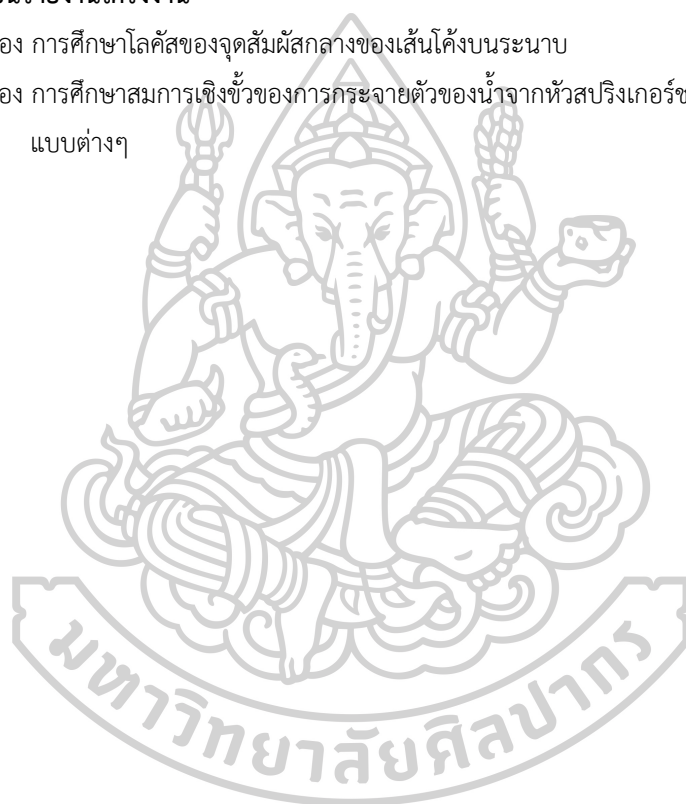 อง การศึกษาโลคัสของจุดสัมผัสกลางของเส้นโค้งบนระนาบ
อง การศึกษาสมการเชิงขั้วของการกระจายตัวของน้ำจากหัวสปริงเกอร์ช
แบบต่างๆ
มหาวิทยาลัยศิลปากร